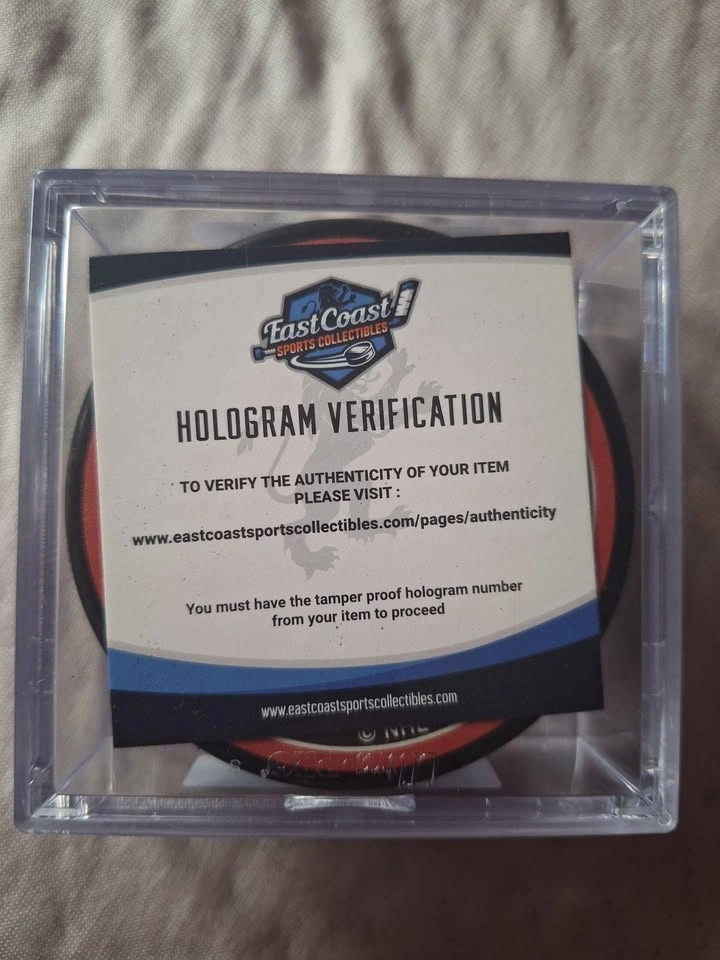 East Coast
SPORTS COLLECTIBLES
HOLOGRAM VERIFICATION
TO VERIFY THE AUTHENTICITY OF YOUR ITEM
PLEASE VISIT :
www.eastcoastsportscollectibles.com/pages/authenticity
You must have the tamper proof hologram number
from your item to proceed
www.eastcoastsportscollectibles.com
© NHL